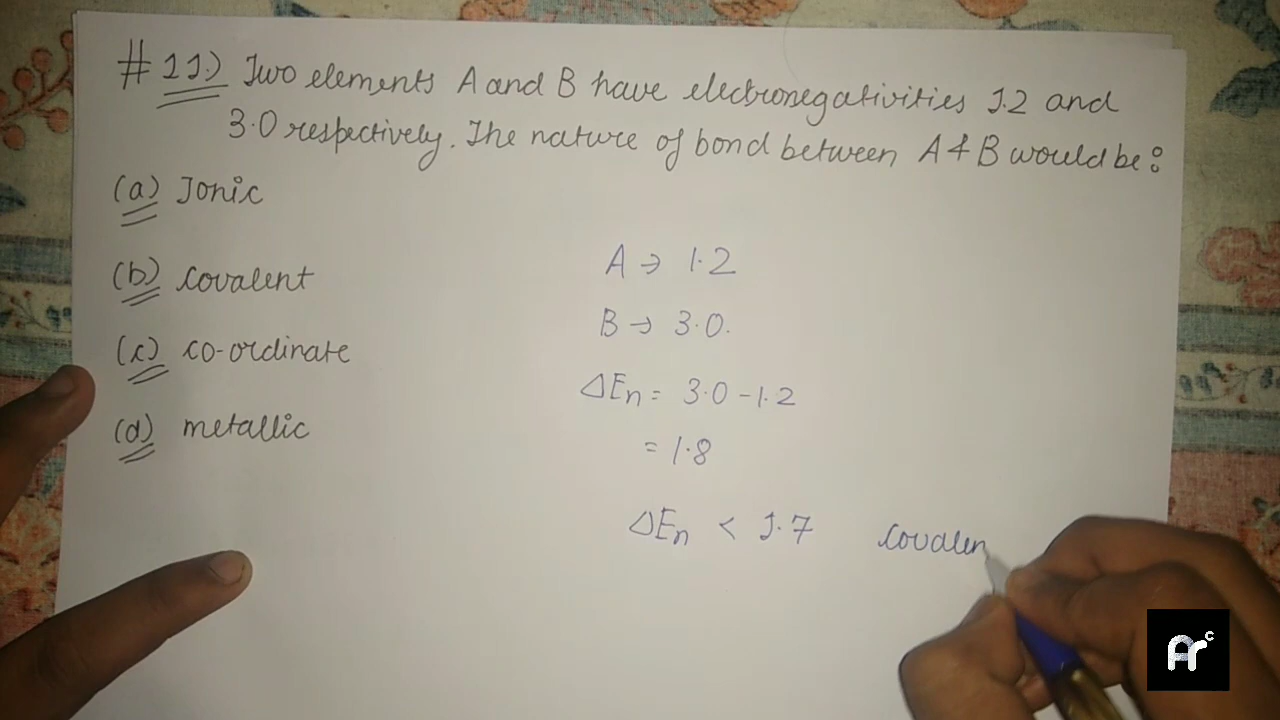 # 11.) Two elements A and B have electronegativities 1.2 and
3.0 respectively. The nature of bond between A & B would be:
(a) Ionic
(b) covalent
(c) co-ordinate
(d) metallic
A → 1.2
B → 3.0.
ΔEn = 3.0 - 1.2
= 1.8
ΔEn < 1.7 covalen
Ar c